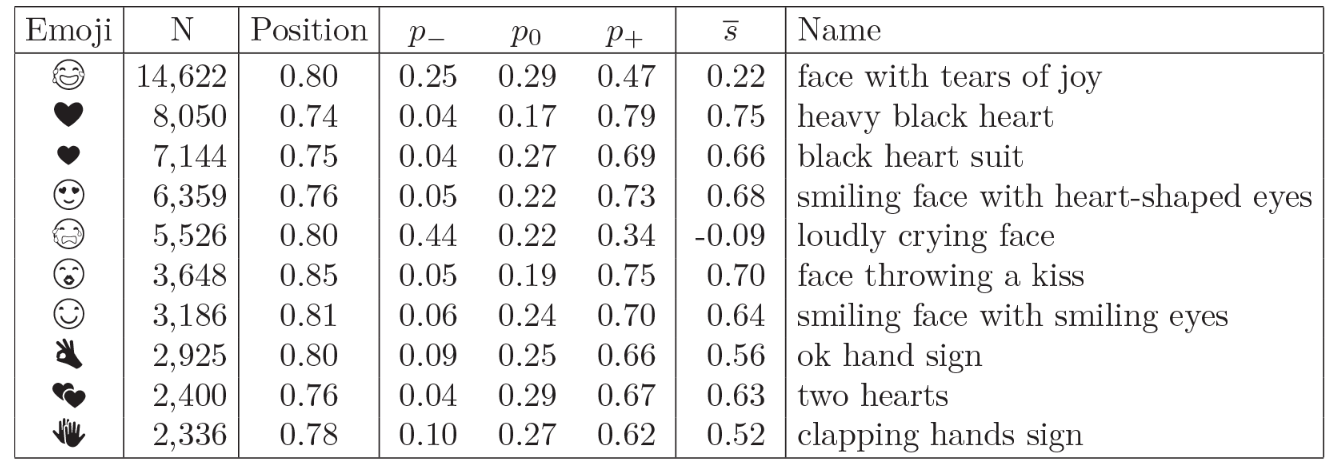 Emoji N Position p− p0 p+ s̅ Name
😂 14,622 0.80 0.25 0.29 0.47 0.22 face with tears of joy
❤ 8,050 0.74 0.04 0.17 0.79 0.75 heavy black heart
♥ 7,144 0.75 0.04 0.27 0.69 0.66 black heart suit
😍 6,359 0.76 0.05 0.22 0.73 0.68 smiling face with heart-shaped eyes
😭 5,526 0.80 0.44 0.22 0.34 -0.09 loudly crying face
😘 3,648 0.85 0.05 0.19 0.75 0.70 face throwing a kiss
😊 3,186 0.81 0.06 0.24 0.70 0.64 smiling face with smiling eyes
👌 2,925 0.80 0.09 0.25 0.66 0.56 ok hand sign
💕 2,400 0.76 0.04 0.29 0.67 0.63 two hearts
👏 2,336 0.78 0.10 0.27 0.62 0.52 clapping hands sign